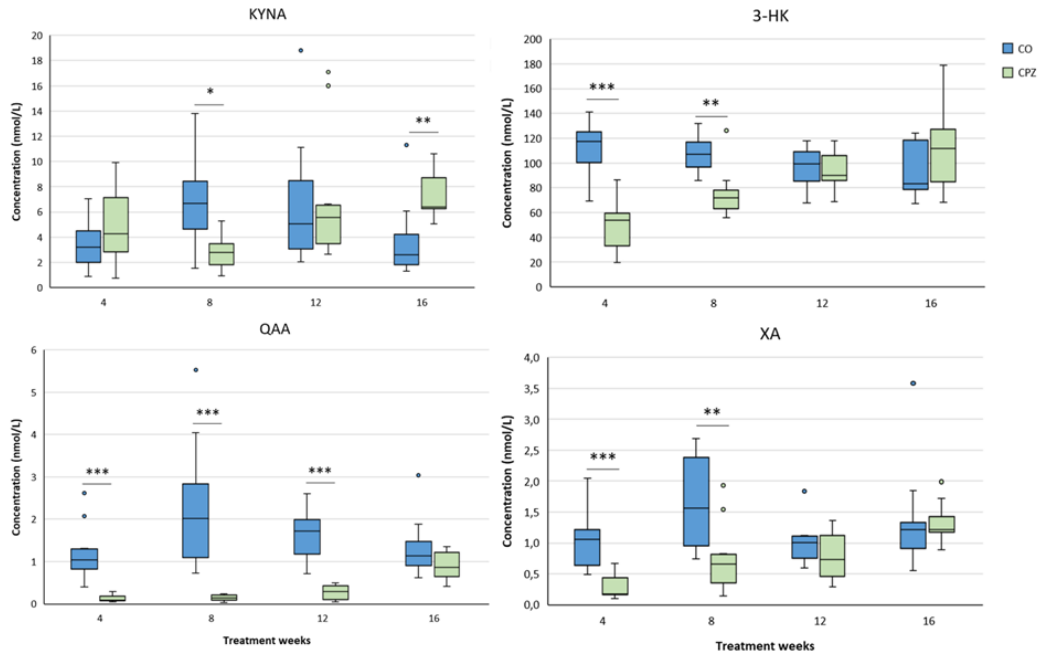 KYNA
Concentration (nmol/L)
20
18
16
14
12
10
8
6
4
2
0
*
**
4 8 12 16
3-HK
Concentration (nmol/L)
200
180
160
140
120
100
80
60
40
20
0
***
**
4 8 12 16
CO
CPZ
QAA
Concentration (nmol/L)
6
5
4
3
2
1
0
***
***
***
4 8 12 16
Treatment weeks
XA
Concentration (nmol/L)
4,0
3,5
3,0
2,5
2,0
1,5
1,0
0,5
0,0
***
**
4 8 12 16
Treatment weeks